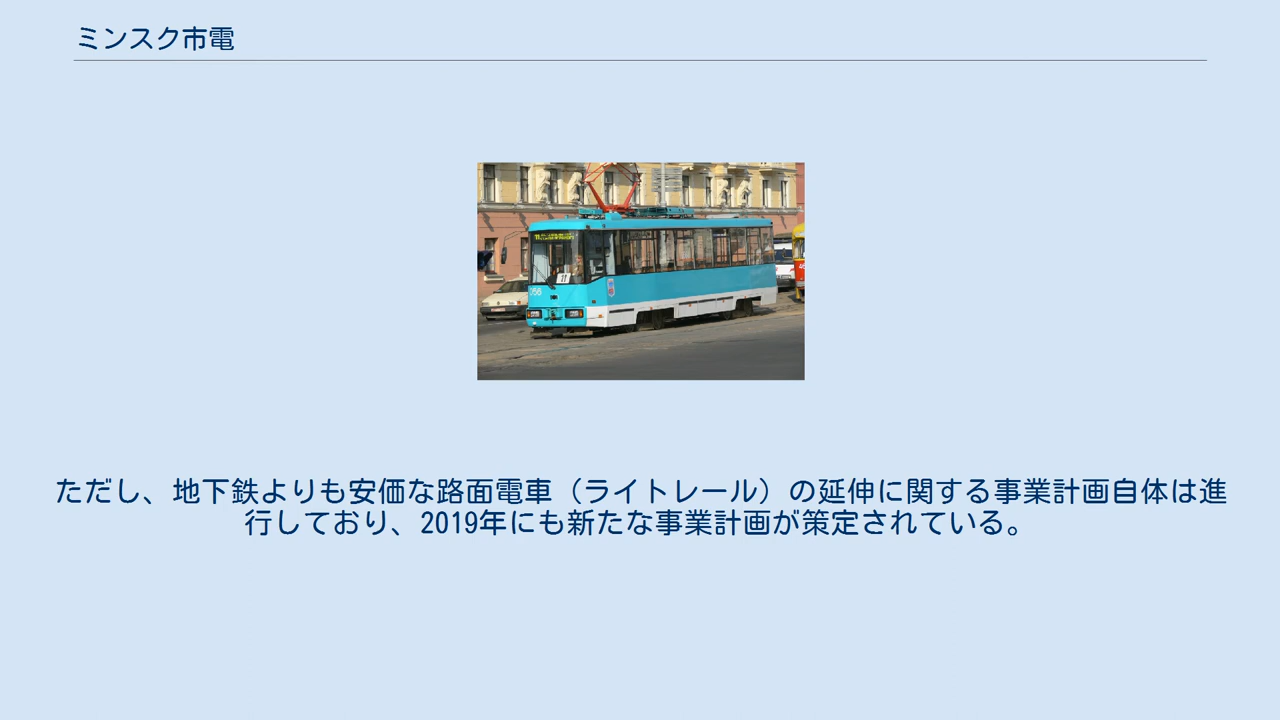 ミンスク市電
ただし、地下鉄よりも安価な路面電車（ライトレール）の延伸に関する事業計画自体は進
行しており、2019年にも新たな事業計画が策定されている。